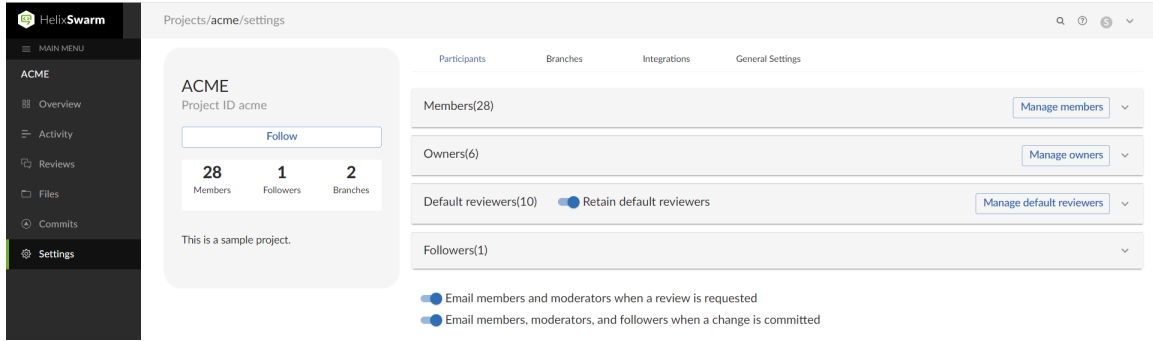 HelixSwarm
Projects/acme/settings
S
MAIN MENU
ACME
Overview
Activity
Reviews
Files
Commits
Settings
ACME
Project ID acme
Follow
28 1 2
Members Followers Branches
This is a sample project.
Participants Branches Integrations General Settings
Members(28) Manage members
Owners(6) Manage owners
Default reviewers(10) Retain default reviewers Manage default reviewers
Followers(1)
Email members and moderators when a review is requested
Email members, moderators, and followers when a change is committed